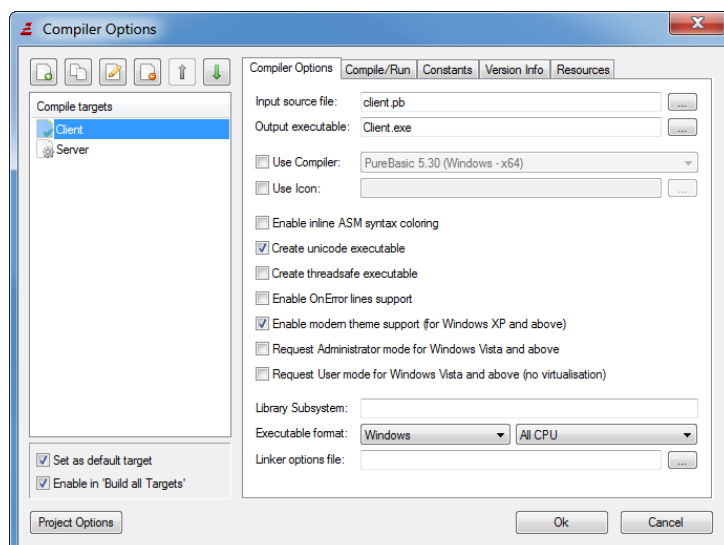 Compiler Options
Compile targets
Client
Server
Set as default target
Enable in 'Build all Targets'
Project Options
Compiler Options Compile/Run Constants Version Info Resources
Input source file: client.pb ...
Output executable: Client.exe ...
Use Compiler: PureBasic 5.30 (Windows - x64)
Use Icon: ...
Enable inline ASM syntax coloring
Create unicode executable
Create threadsafe executable
Enable OnError lines support
Enable modern theme support (for Windows XP and above)
Request Administrator mode for Windows Vista and above
Request User mode for Windows Vista and above (no virtualisation)
Library Subsystem:
Executable format: Windows All CPU
Linker options file: ...
Ok Cancel